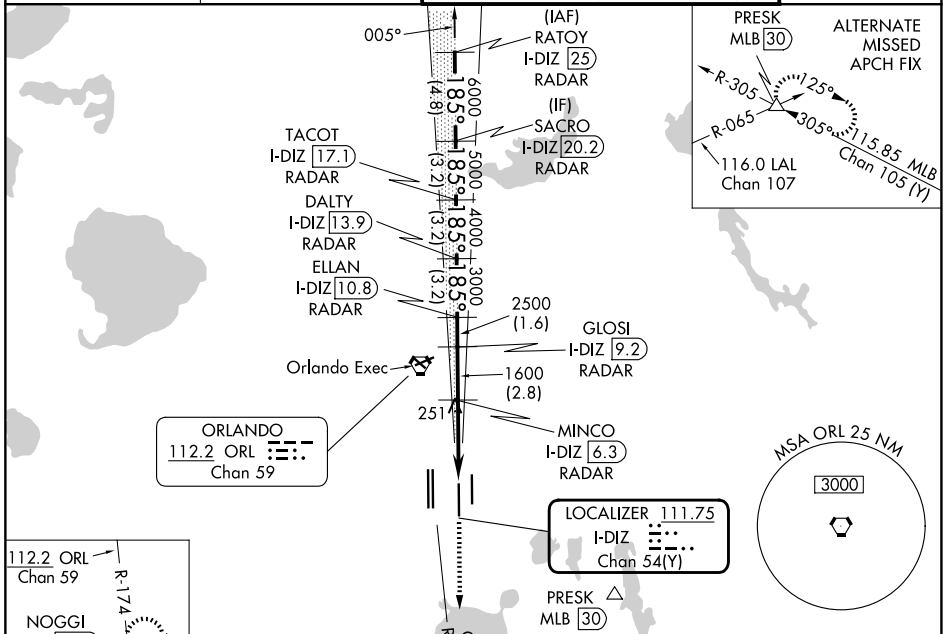 005°
(IAF)
RATOY
I-DIZ 25
RADAR
6000
185°
(4.8)
(IF)
SACRO
I-DIZ 20.2
RADAR
5000
185°
(3.2)
TACOT
I-DIZ 17.1
RADAR
4000
185°
(3.2)
DALTY
I-DIZ 13.9
RADAR
3000
185°
(3.2)
ELLAN
I-DIZ 10.8
RADAR
2500
(1.6)
GLOSI
I-DIZ 9.2
RADAR
1600
(2.8)
251
MINCO
I-DIZ 6.3
RADAR
Orlando Exec
ORLANDO
112.2 ORL
Chan 59
LOCALIZER 111.75
I-DIZ
Chan 54(Y)
PRESK
MLB 30
MSA ORL 25 NM
3000
PRESK
MLB 30
ALTERNATE
MISSED
APCH FIX
R-305
125°
R-065
305°
115.85 MLB
Chan 105 (Y)
116.0 LAL
Chan 107
112.2 ORL
Chan 59
R-174
NOGGI